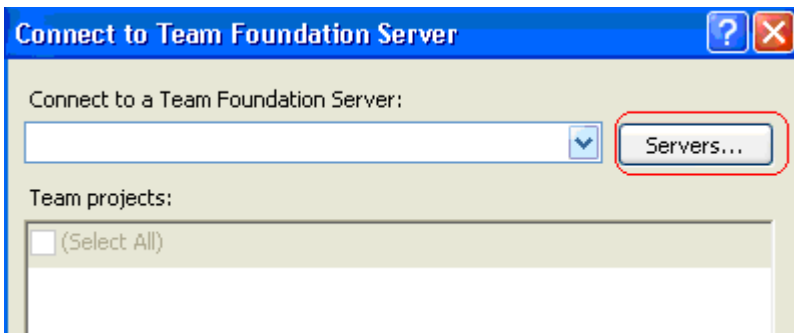 Connect to Team Foundation Server
Connect to a Team Foundation Server:
Servers...
Team projects:
(Select All)